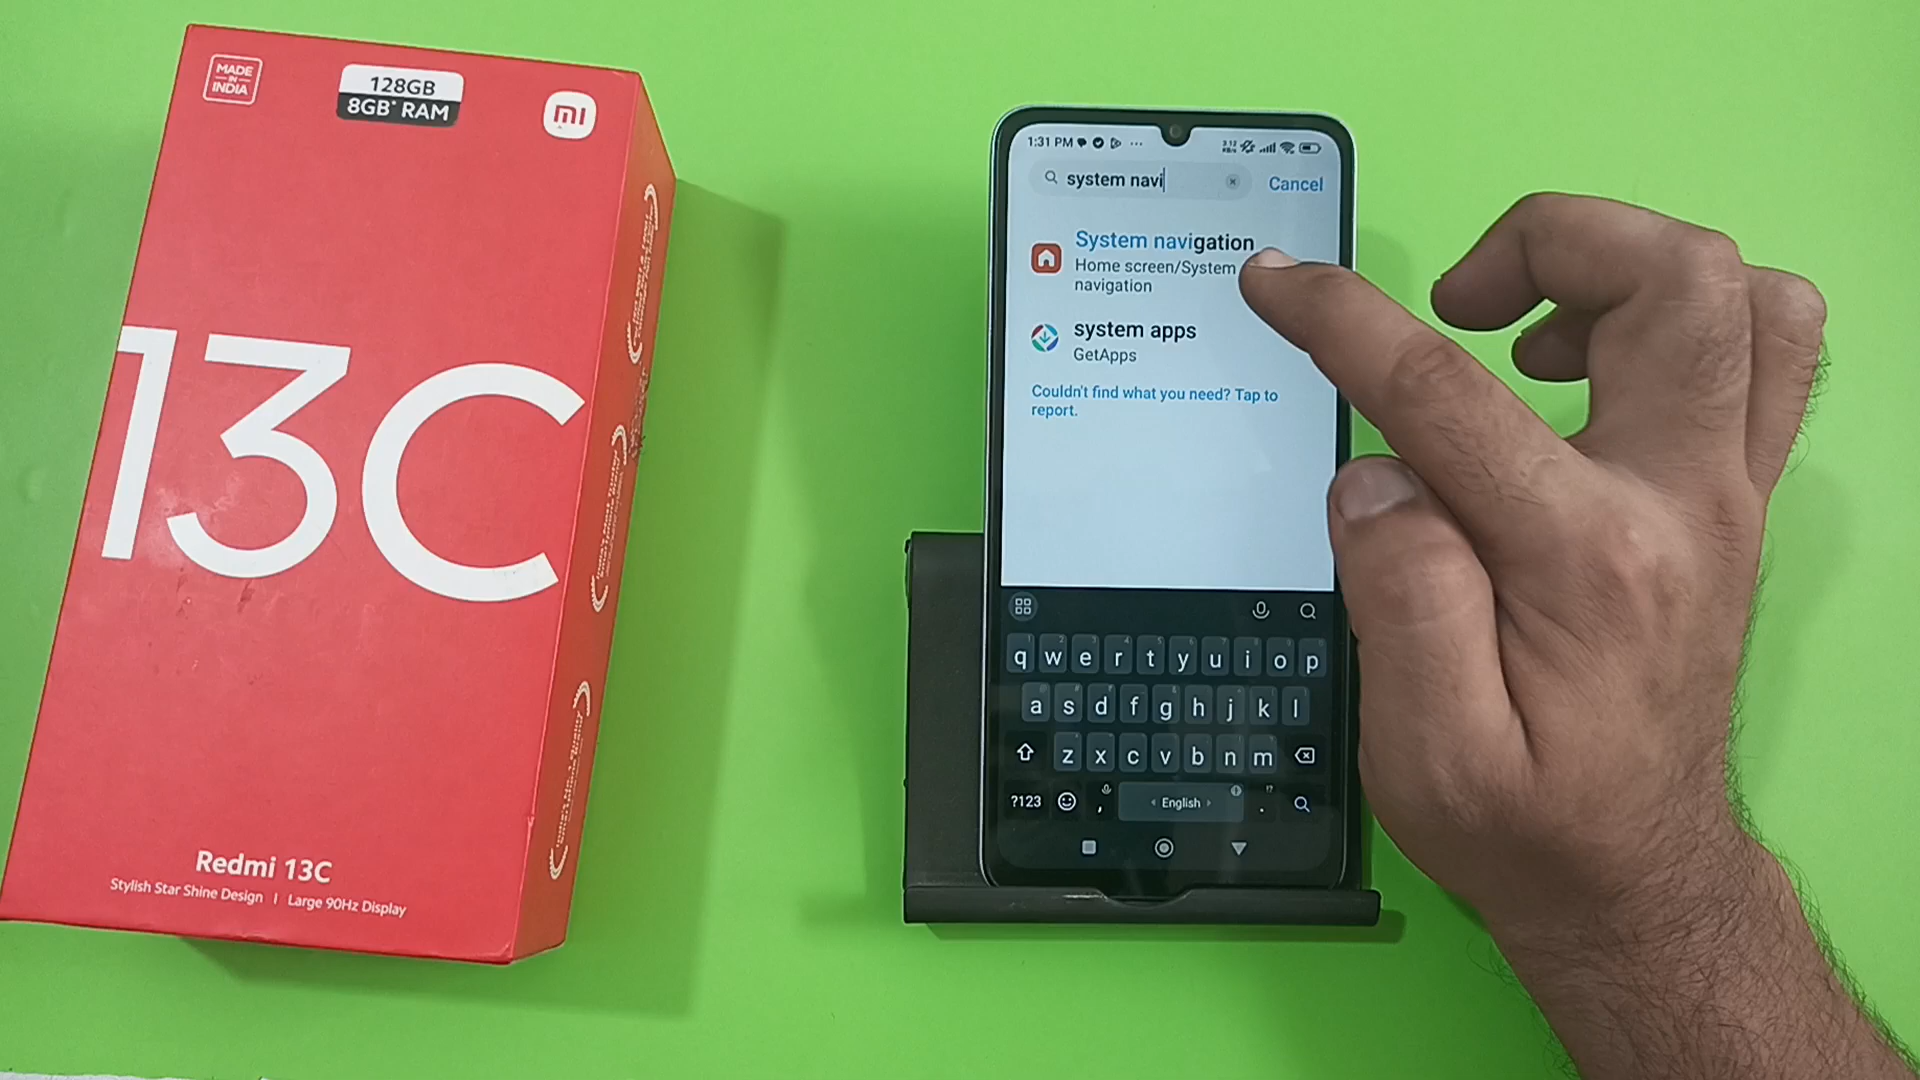 MADE
IN
INDIA
128GB
8GB* RAM
MI
13C
Redmi 13C
Stylish Star Shine Design | Large 90Hz Display
1:31 PM
system navi
Cancel
System navigation
Home screen/System
navigation
system apps
GetApps
Couldn't find what you need? Tap to
report.
q w e r t y u i o p
a s d f g h j k l
z x c v b n m
?123 , English .